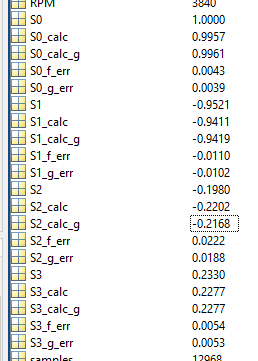 RPM 3840
S0 1.0000
S0_calc 0.9957
S0_calc_g 0.9961
S0_f_err 0.0043
S0_g_err 0.0039
S1 -0.9521
S1_calc -0.9411
S1_calc_g -0.9419
S1_f_err -0.0110
S1_g_err -0.0102
S2 -0.1980
S2_calc -0.2202
S2_calc_g -0.2168
S2_f_err 0.0222
S2_g_err 0.0188
S3 0.2330
S3_calc 0.2277
S3_calc_g 0.2277
S3_f_err 0.0054
S3_g_err 0.0053
samples 12968